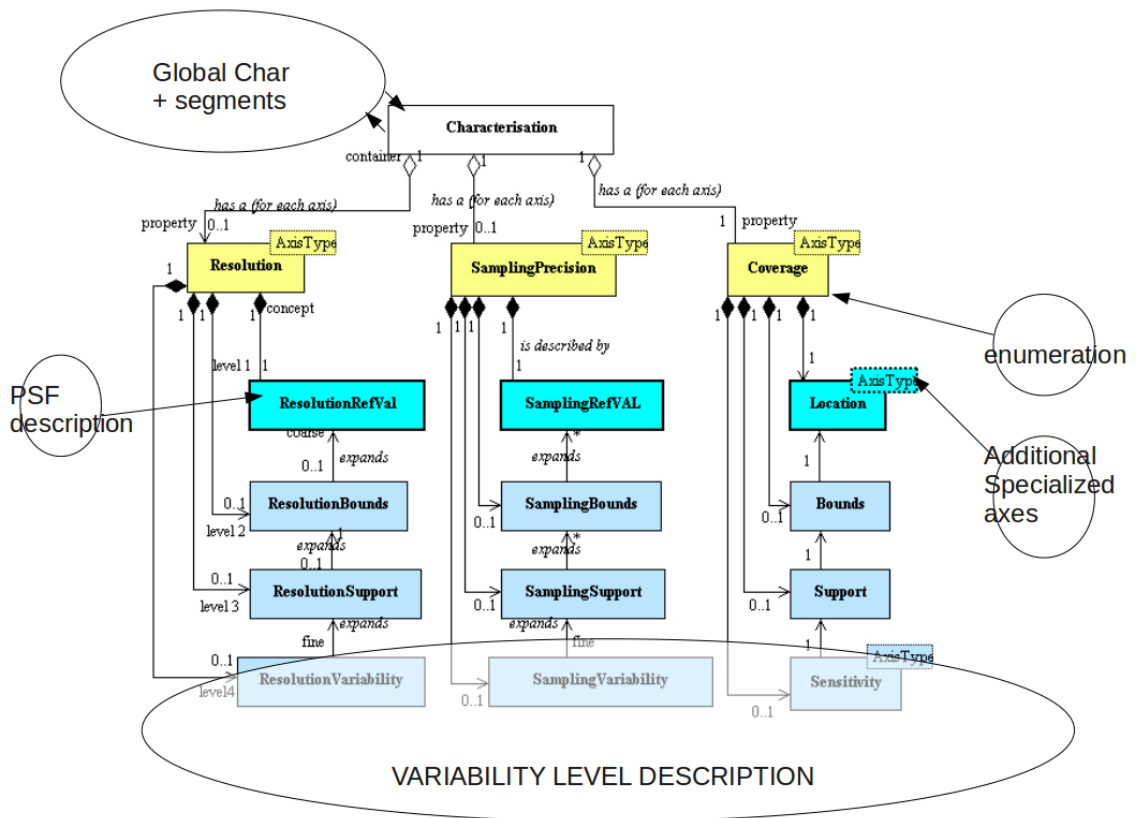 Global Char
+ segments
Characterisation
container
1
1
1
has a (for each axis)
has a (for each axis)
has a (for each axis)
property
0..1
property
0..1
1
property
AxisType
AxisType
AxisType
Resolution
SamplingPrecision
Coverage
1
1
1
concept
1
1
1
1
1
1
1
1
is described by
level 1
1
1
1
enumeration
PSF
description
AxisType
ResolutionRefVal
SamplingRefVAL
Location
coarse
*
expands
expands
0..1
1
Additional
Specialized
axes
0..1
ResolutionBounds
SamplingBounds
Bounds
level 2
0..1
0..1
1
*
expands
expands
1
0..1
0..1
ResolutionSupport
SamplingSupport
Support
level 3
0..1
0..1
expands
expands
1
fine
fine
AxisType
0..1
ResolutionVariability
SamplingVariability
Sensitivity
level4
0..1
0..1
VARIABILITY LEVEL DESCRIPTION